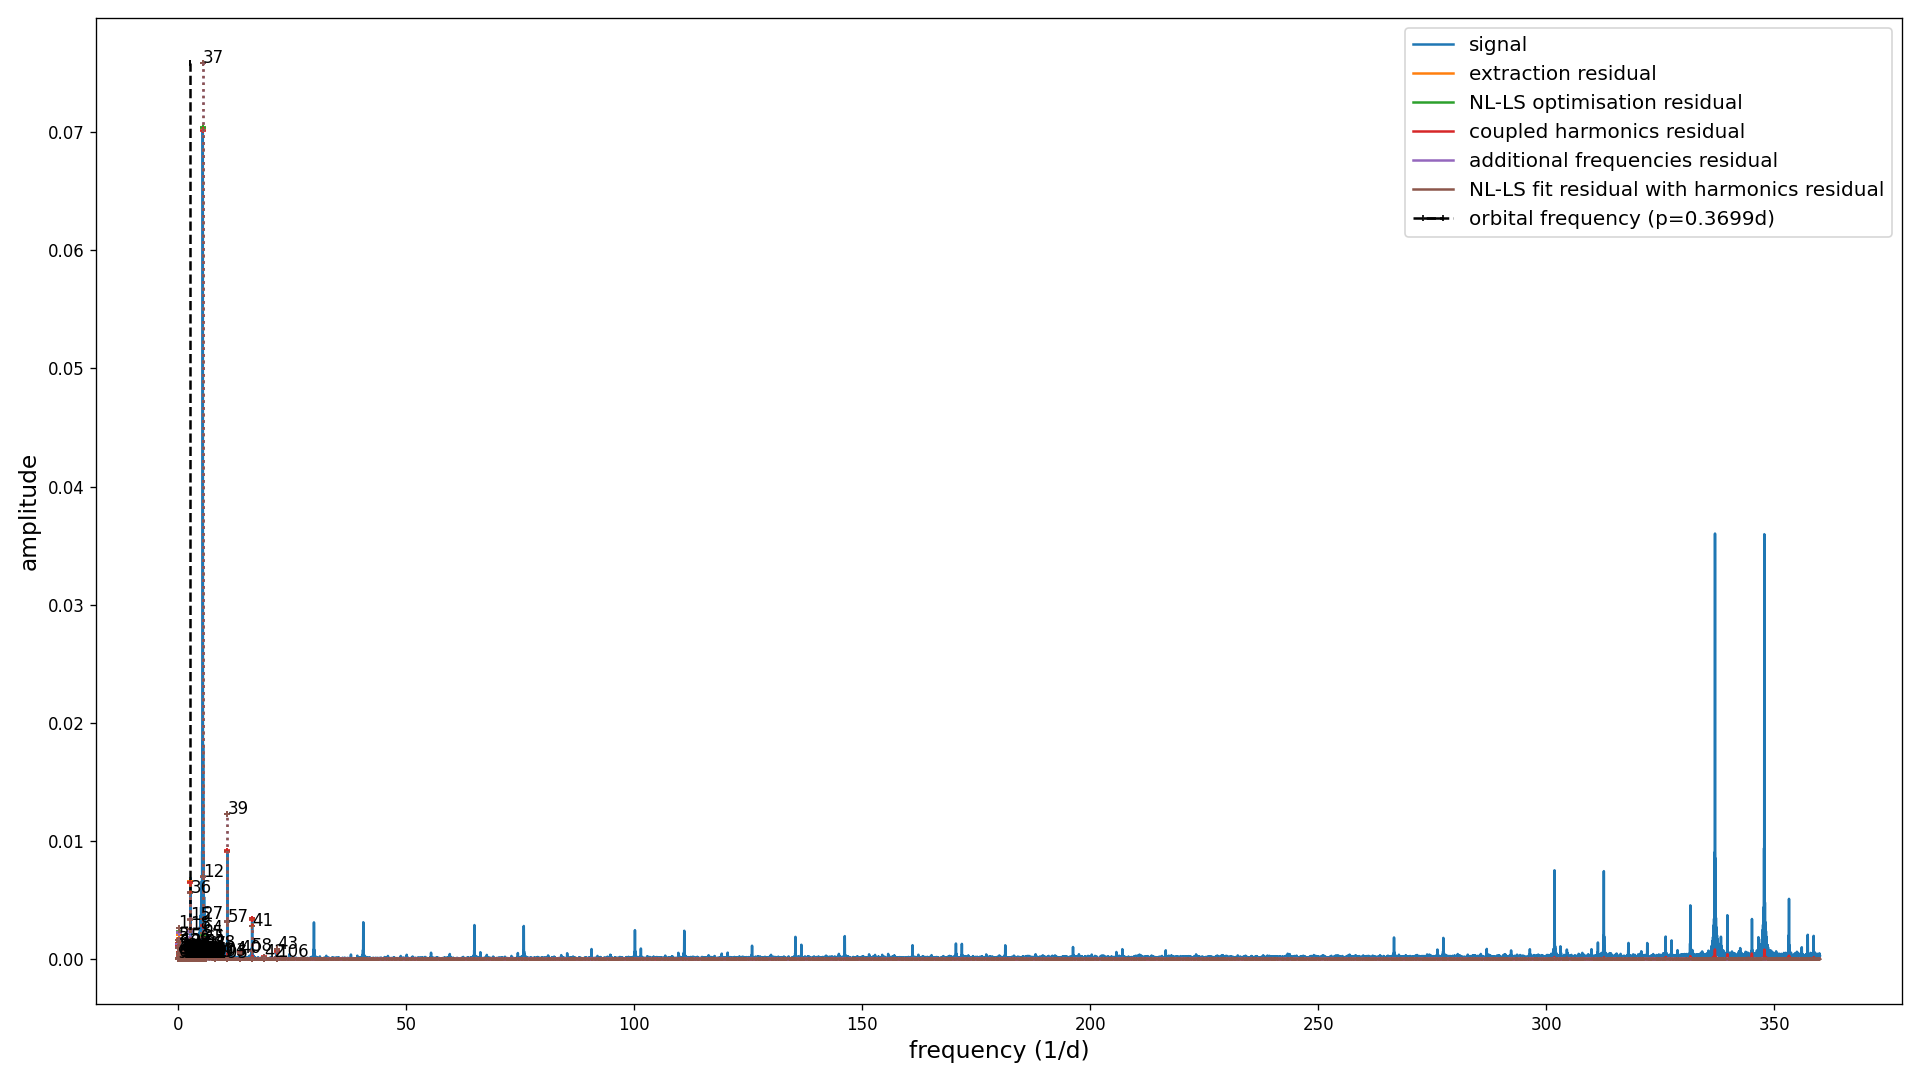 37
39
12
36
27
57
41
58
43
106
0.07
0.06
0.05
0.04
0.03
0.02
0.01
0.00
0
50
100
150
200
250
300
350
amplitude
frequency (1/d)
signal
extraction residual
NL-LS optimisation residual
coupled harmonics residual
additional frequencies residual
NL-LS fit residual with harmonics residual
orbital frequency (p=0.3699d)